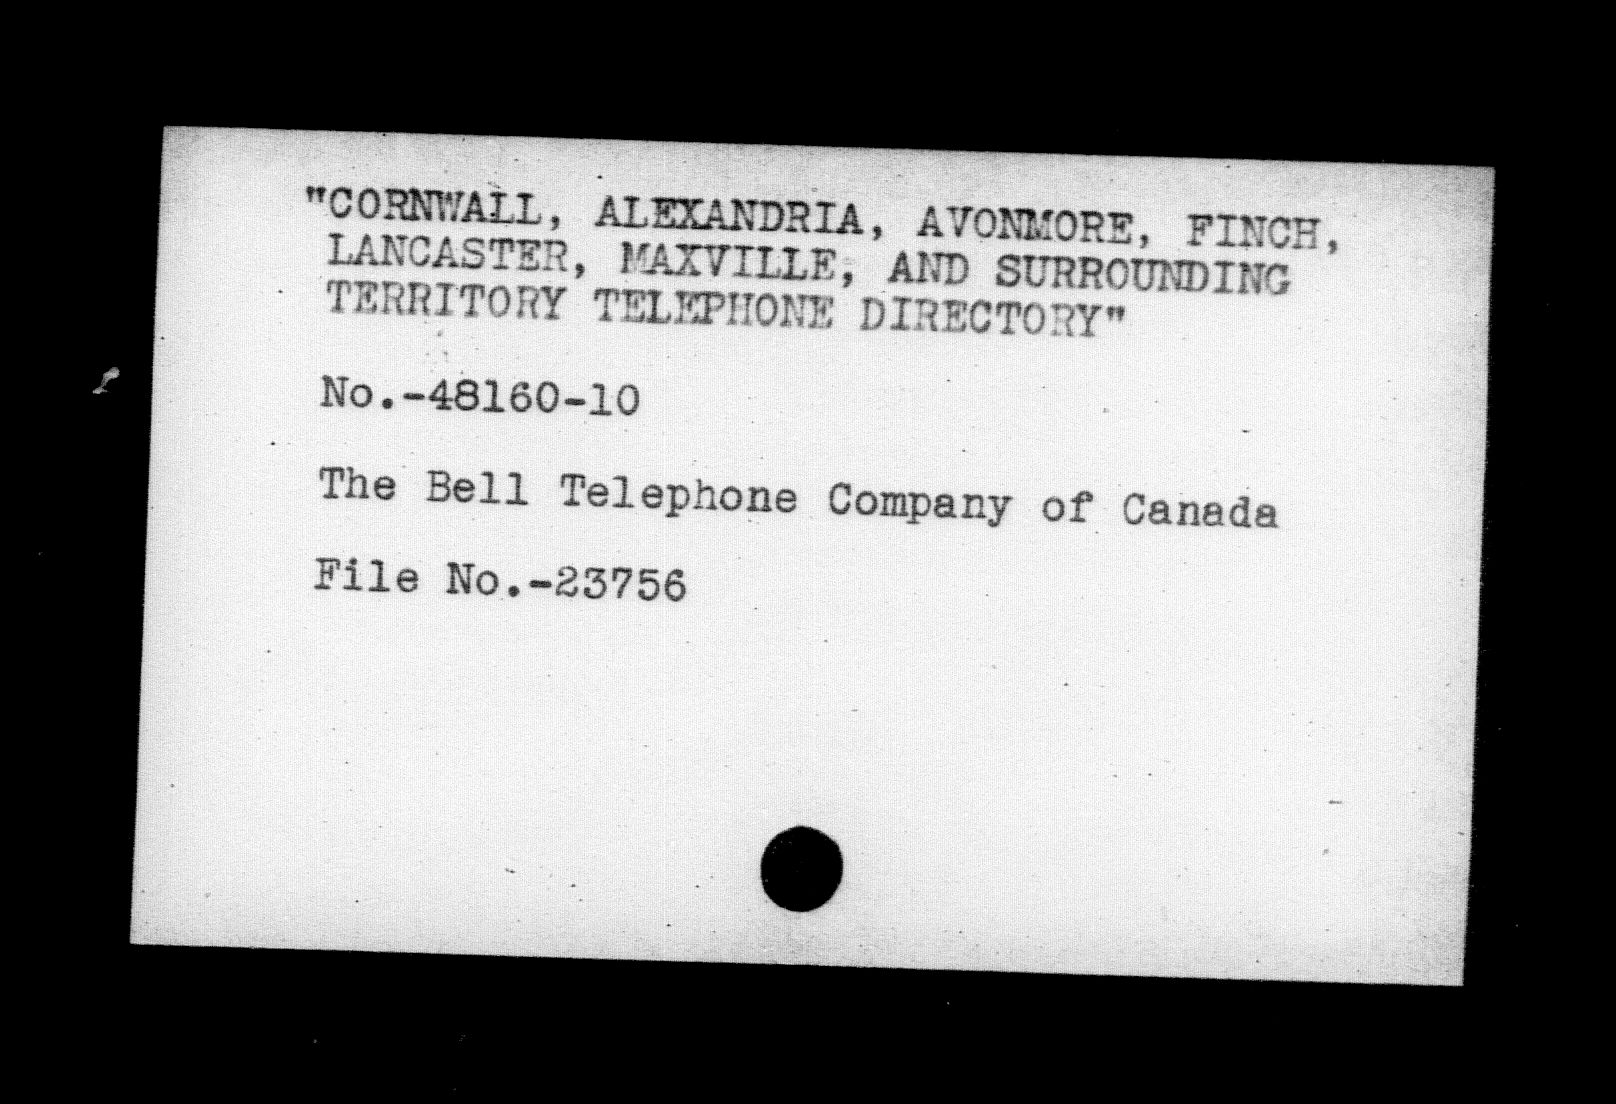 "CORNWALL, ALEXANDRIA, AVONMORE, FINCH,
LANCASTER, MAXVILLE, AND SURROUNDING
TERRITORY TELEPHONE DIRECTORY"
No.-48160-10
The Bell Telephone Company of Canada
File No.-23756